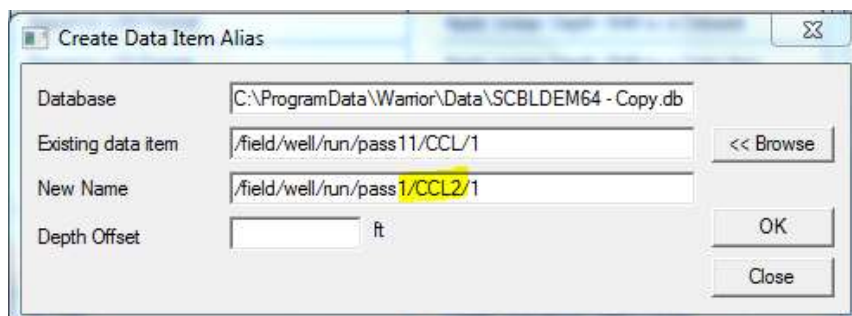 Create Data Item Alias
Database C:\ProgramData\Warrior\Data\SCBLDEM64 - Copy.db
Existing data item /field/well/run/pass11/CCL/1 << Browse
New Name /field/well/run/pass1/CCL2/1
Depth Offset ft OK
Close